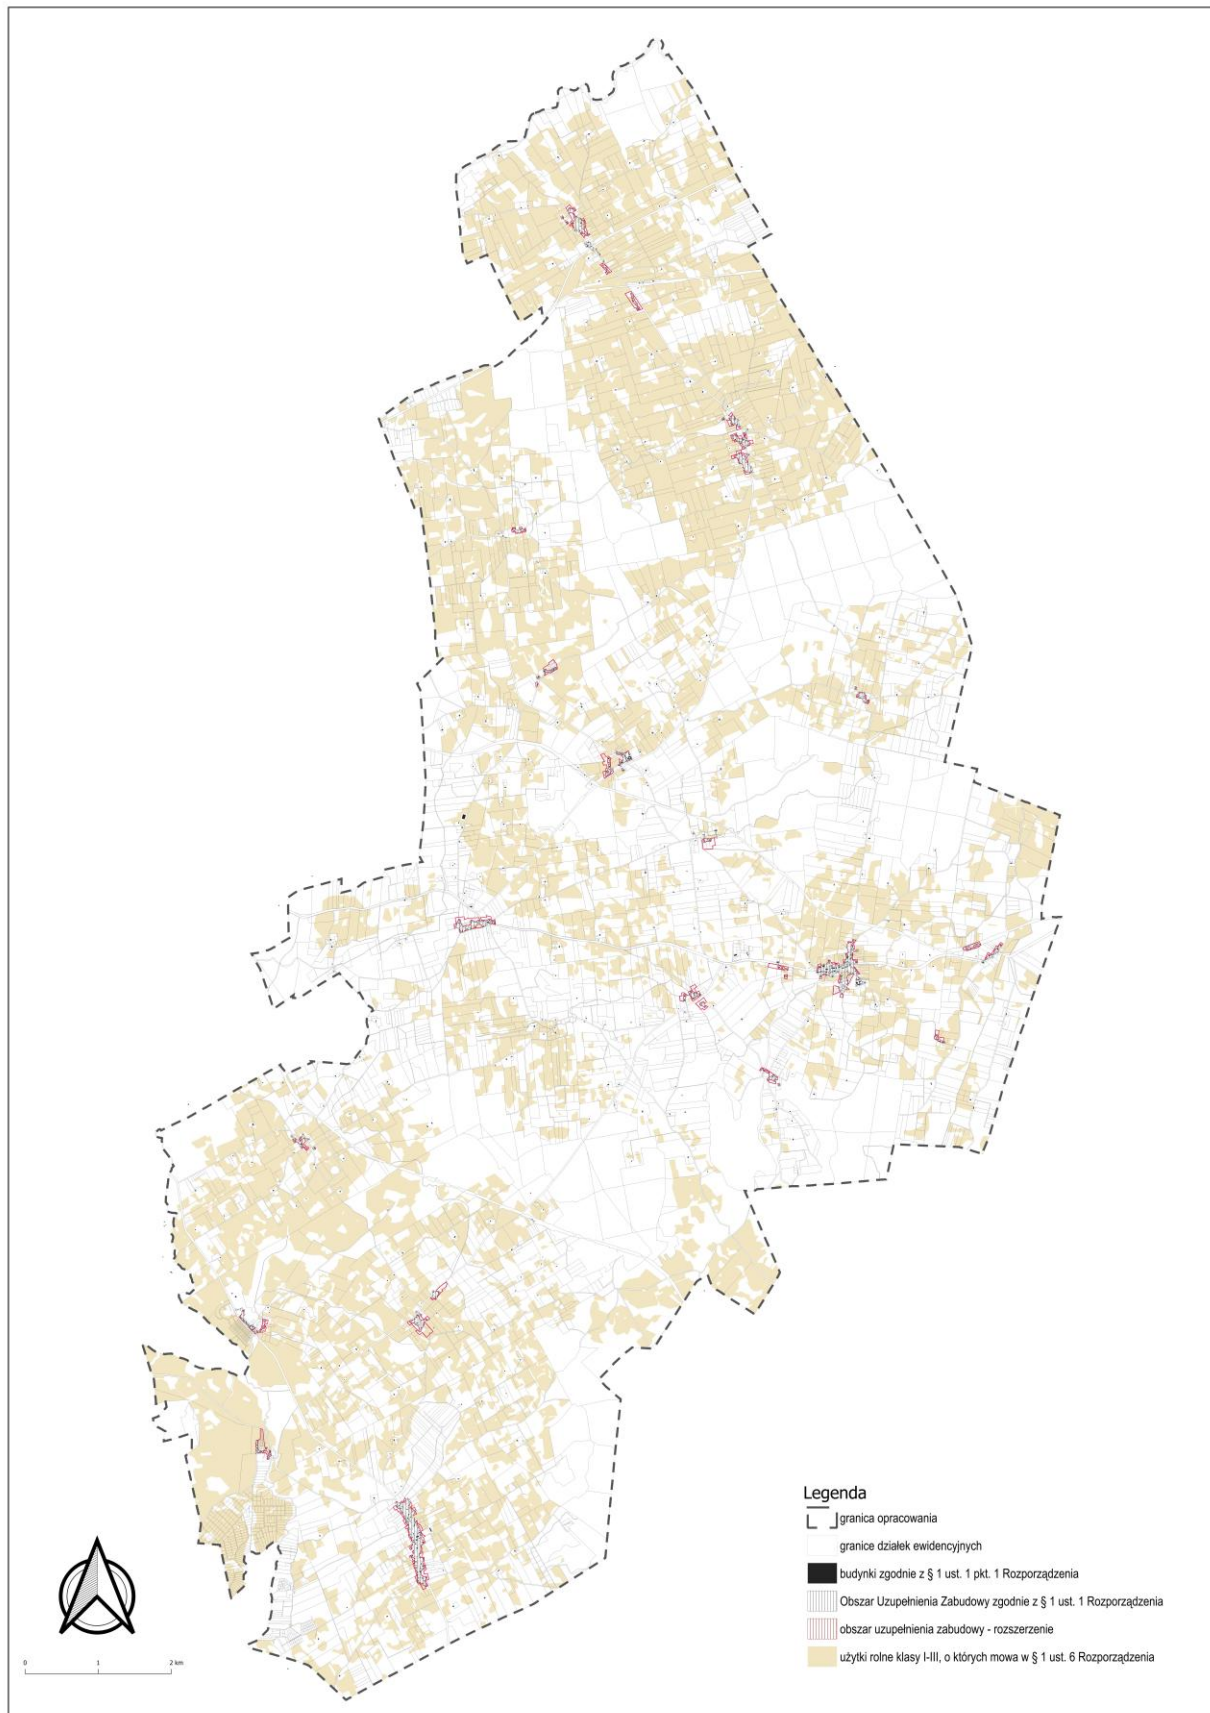 Legenda
granica opracowania
granice działek ewidencyjnych
budynki zgodnie z § 1 ust. 1 pkt. 1 Rozporządzenia
Obszar Uzupełnienia Zabudowy zgodnie z § 1 ust. 1 Rozporządzenia
obszar uzupełnienia zabudowy - rozszerzenie
użytki rolne klasy I-III, o których mowa w § 1 ust. 6 Rozporządzenia
0 1 2 km